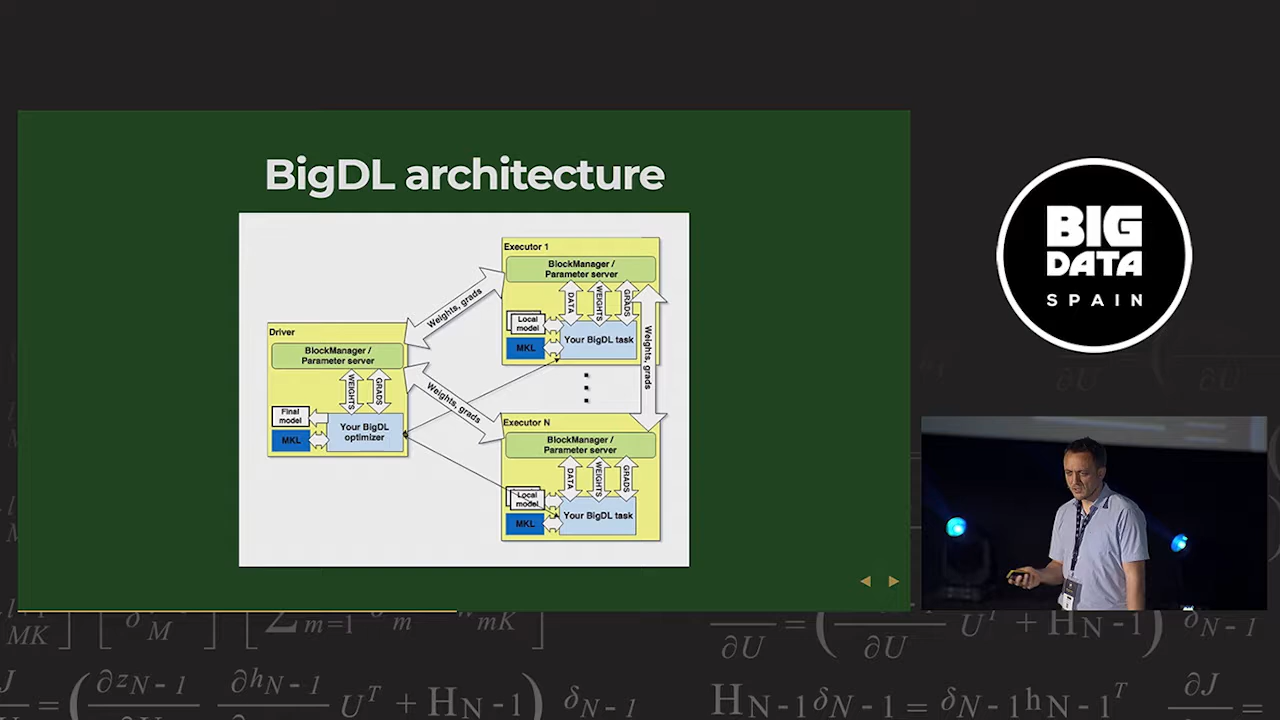 BigDL architecture
Driver
BlockManager /
Parameter server
WEIGHTS
GRADS
Final
model
MKL
Your BigDL
optimizer
Weights, grads
Weights, grads
Executor 1
BlockManager /
Parameter server
DATA
WEIGHTS
GRADS
Local
model
MKL
Your BigDL task
Weights, grads
Executor N
BlockManager /
Parameter server
DATA
WEIGHTS
GRADS
Local
model
MKL
Your BigDL task
BIG
DATA
SPAIN